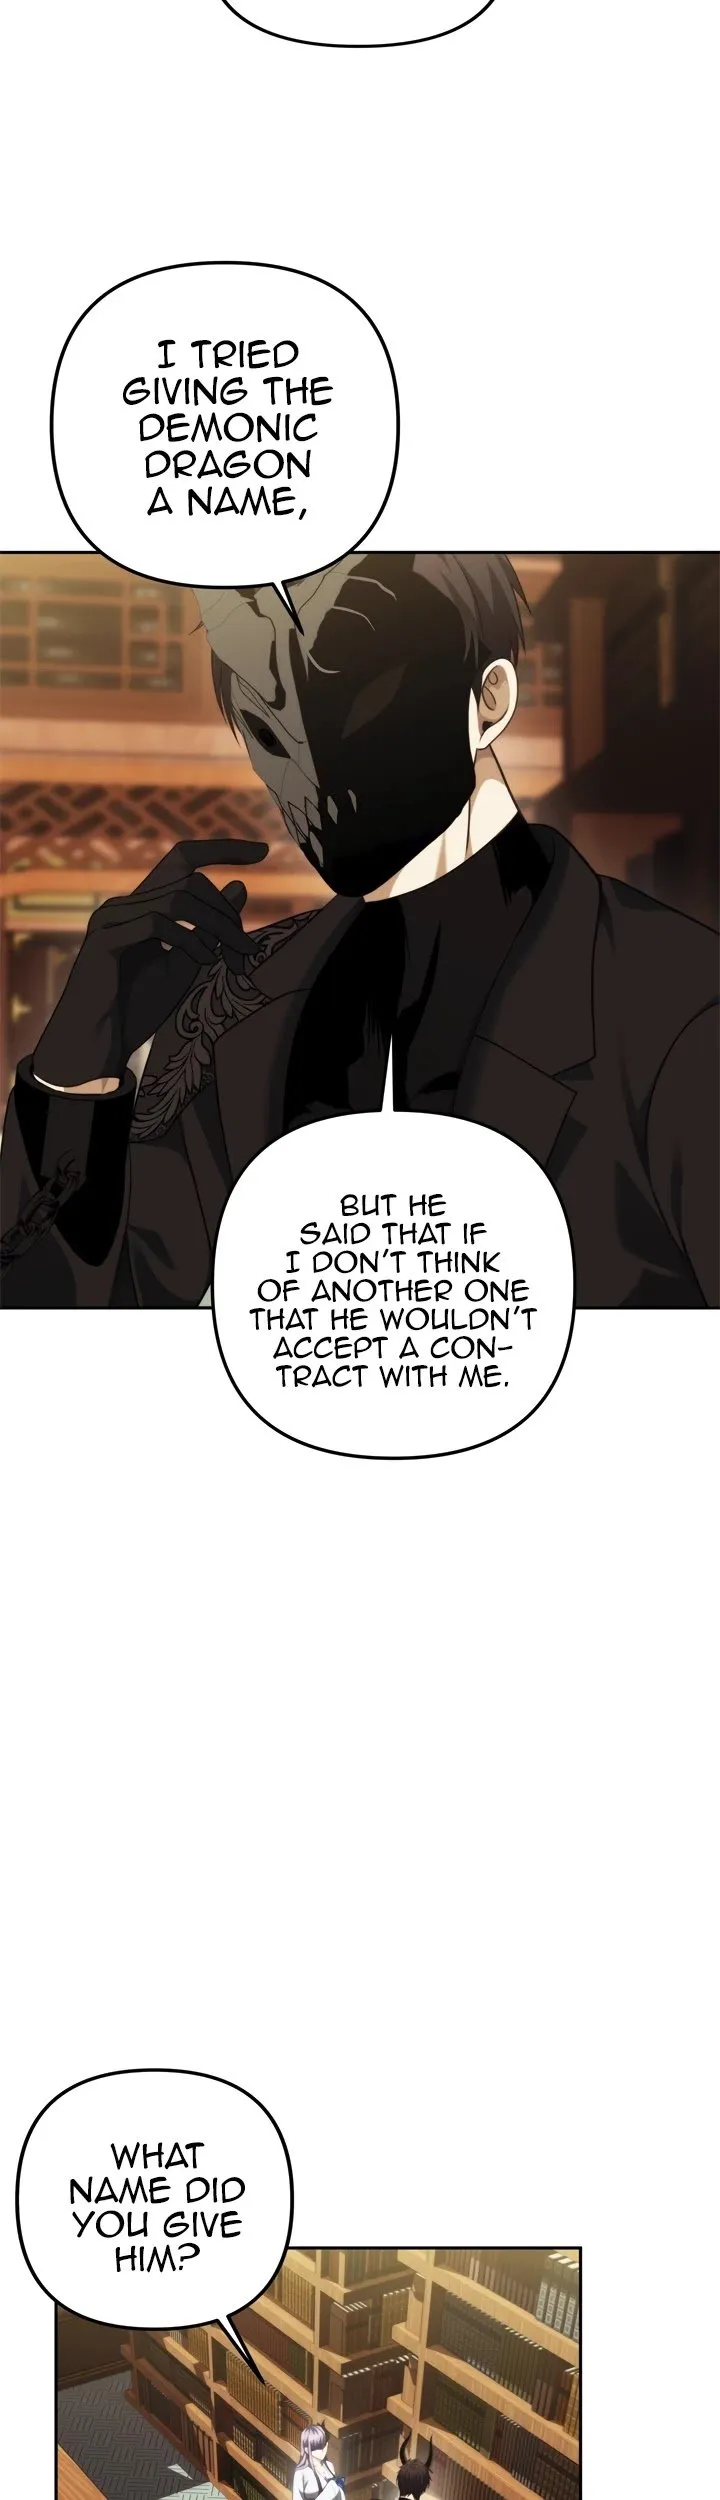 I TRIED
GIVING THE
DEMONIC
DRAGON
A NAME,
BUT HE
SAID THAT IF
I DON'T THINK
OF ANOTHER ONE
THAT HE WOULDN'T
ACCEPT A CON-
TRACT WITH ME.
WHAT
NAME DID
YOU GIVE
HIM?